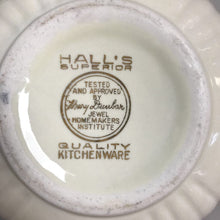 HALL'S
SUPERIOR
TESTED
AND APPROVED
BY
Mary Dunbar
JEWEL
HOMEMAKERS
INSTITUTE
QUALITY
KITCHENWARE